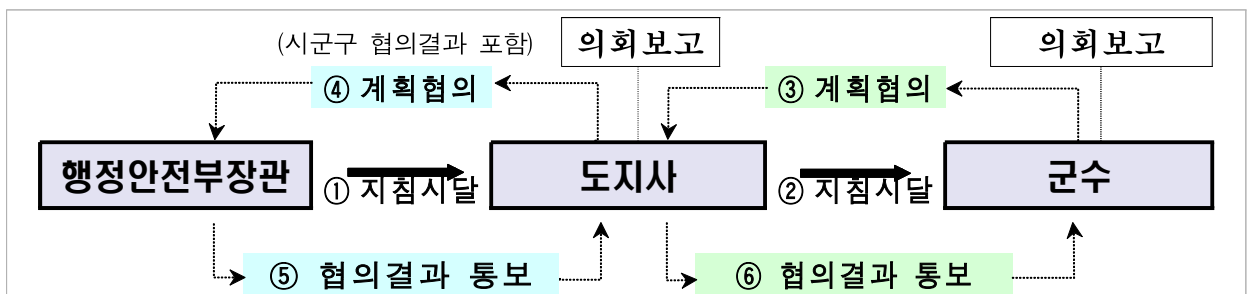 (시군구 협의결과 포함)
의회보고
의회보고
④ 계획협의
③ 계획협의
행정안전부장관
① 지침시달
도지사
② 지침시달
군수
⑤ 협의결과 통보
⑥ 협의결과 통보